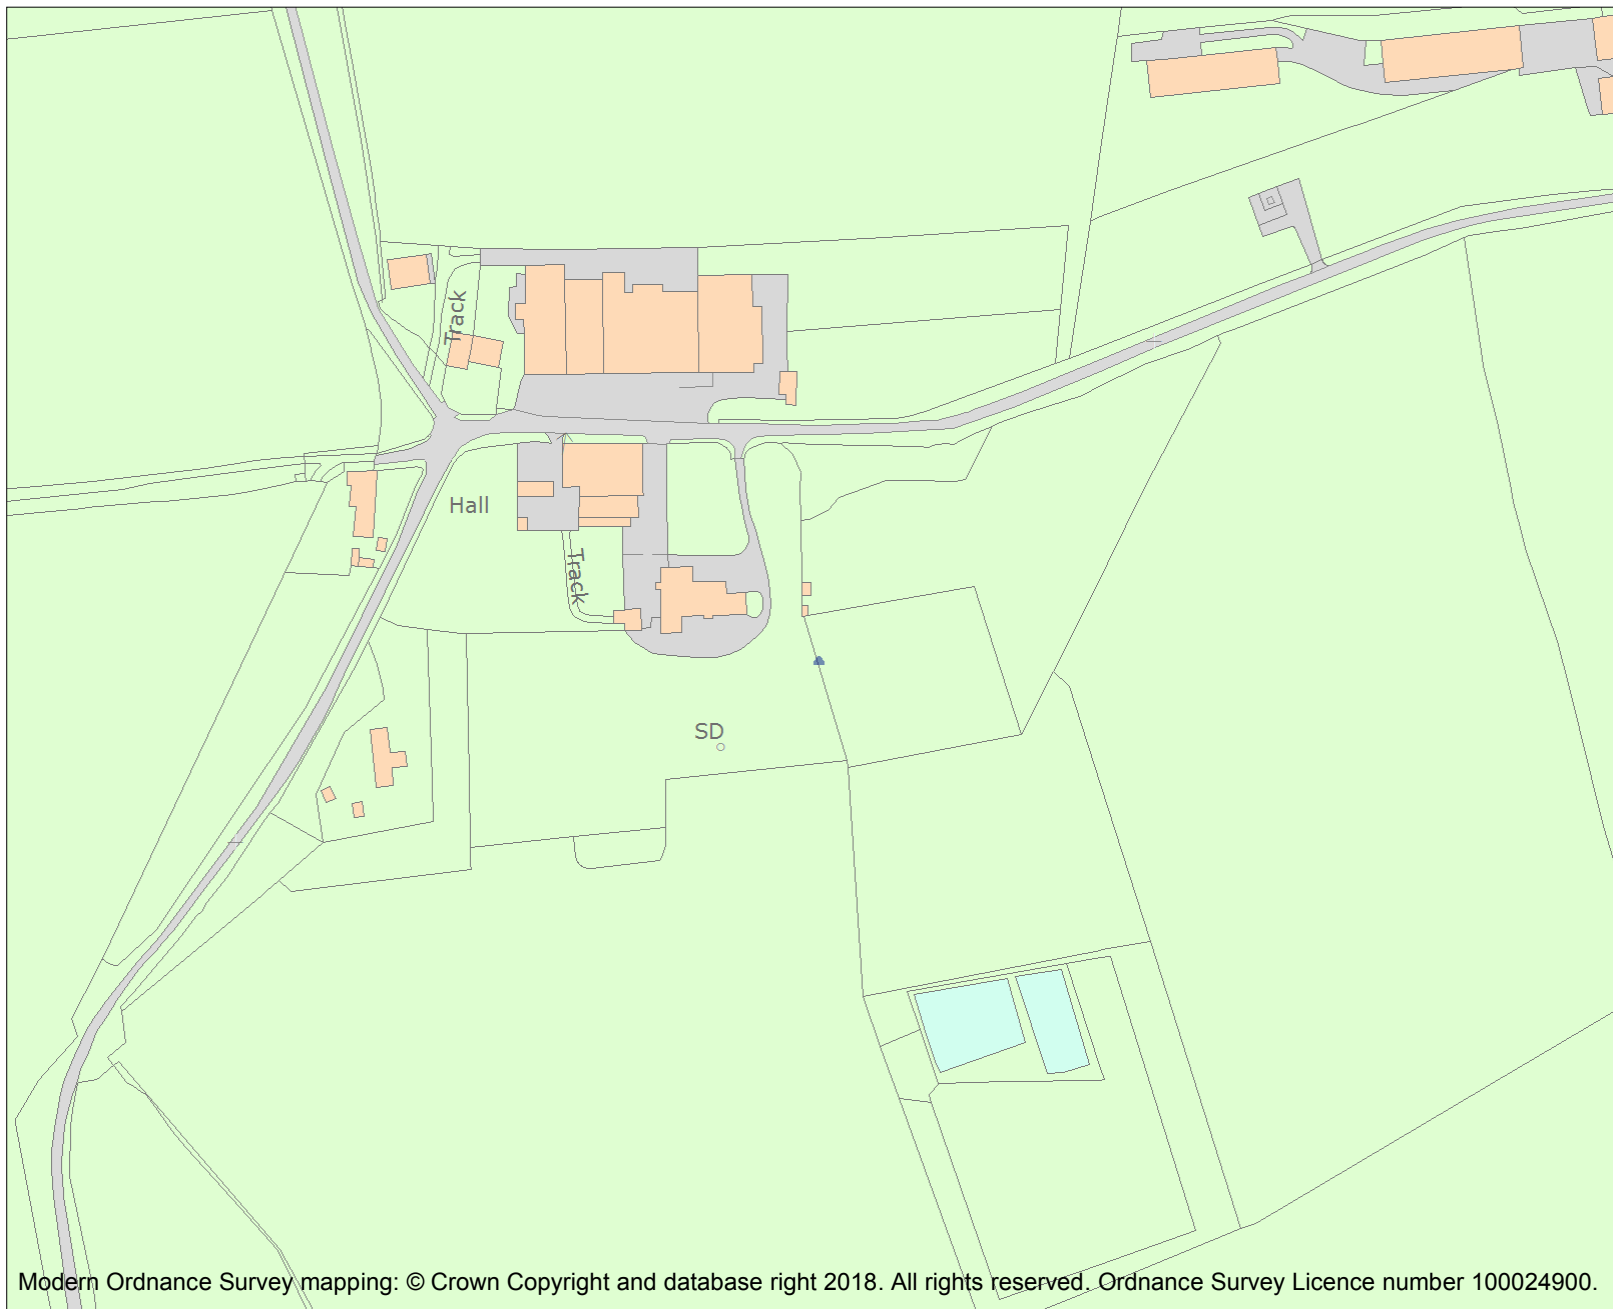 Track
Hall
Track
SD
Modern Ordnance Survey mapping: © Crown Copyright and database right 2018. All rights reserved. Ordnance Survey Licence number 100024900.